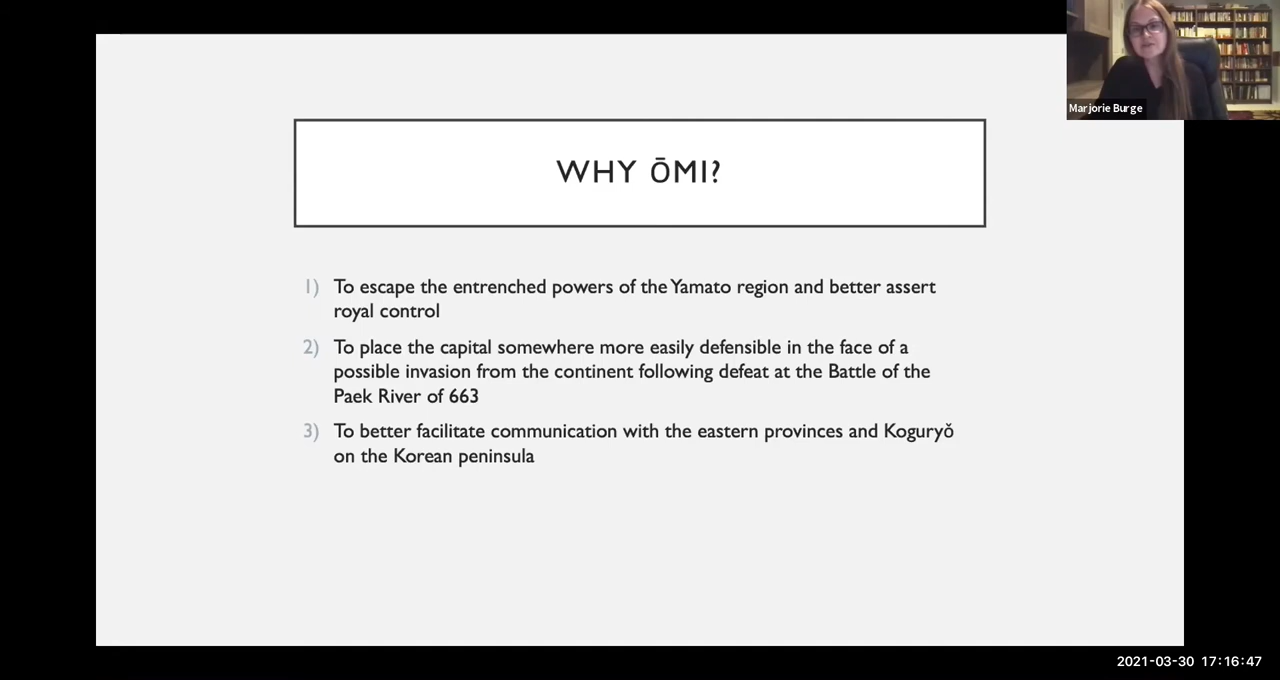 Marjorie Burge
WHY ŌMI?
1) To escape the entrenched powers of the Yamato region and better assert
royal control
2) To place the capital somewhere more easily defensible in the face of a
possible invasion from the continent following defeat at the Battle of the
Paek River of 663
3) To better facilitate communication with the eastern provinces and Koguryǒ
on the Korean peninsula
2021-03-30 17:16:47